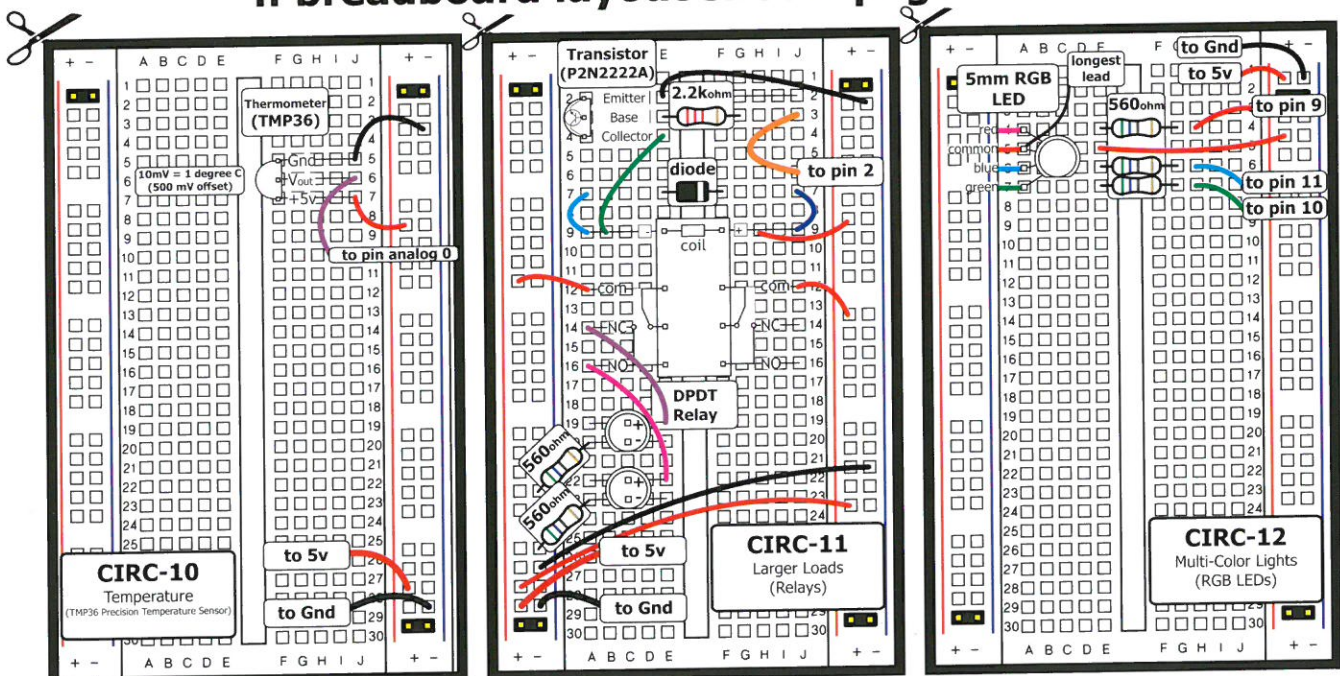 + - A B C D E F G H I J + -
Thermometer
(TMP36)
10mV = 1 degree C
(500 mV offset)
Gnd
Vout
+5v
to pin analog 0
to 5v
to Gnd
CIRC-10
Temperature
(TMP36 Precision Temperature Sensor)
+ - A B C D E F G H I J + -
+ - A B C D E F G H I J + -
Transistor
(P2N2222A)
Emitter
Base
Collector
2.2Kohm
diode
to pin 2
coil
- +
com com
NC NC
NO NO
DPDT
Relay
+
-
+
-
560ohm
560ohm
to 5v
to Gnd
CIRC-11
Larger Loads
(Relays)
+ - A B C D E F G H I J + -
+ - A B C D E F G
5mm RGB
LED
longest
lead
560ohm
to Gnd
to 5v
to pin 9
red
common
blue
green
to pin 11
to pin 10
CIRC-12
Multi-Color Lights
(RGB LEDs)
+ - A B C D E F G H I J + -